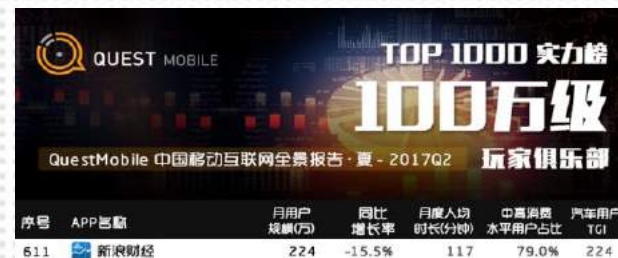 QUEST MOBILE
TOP 1000 实力榜
100万级
QuestMobile 中国移动互联网全景报告·夏-2017Q2
玩家俱乐部
序号 APP名称 月用户规模(万) 同比增长率 月度人均时长(分钟) 中高消费水平用户占比 汽车用户TGI
611 新浪财经 224 -15.5% 117 79.0% 224